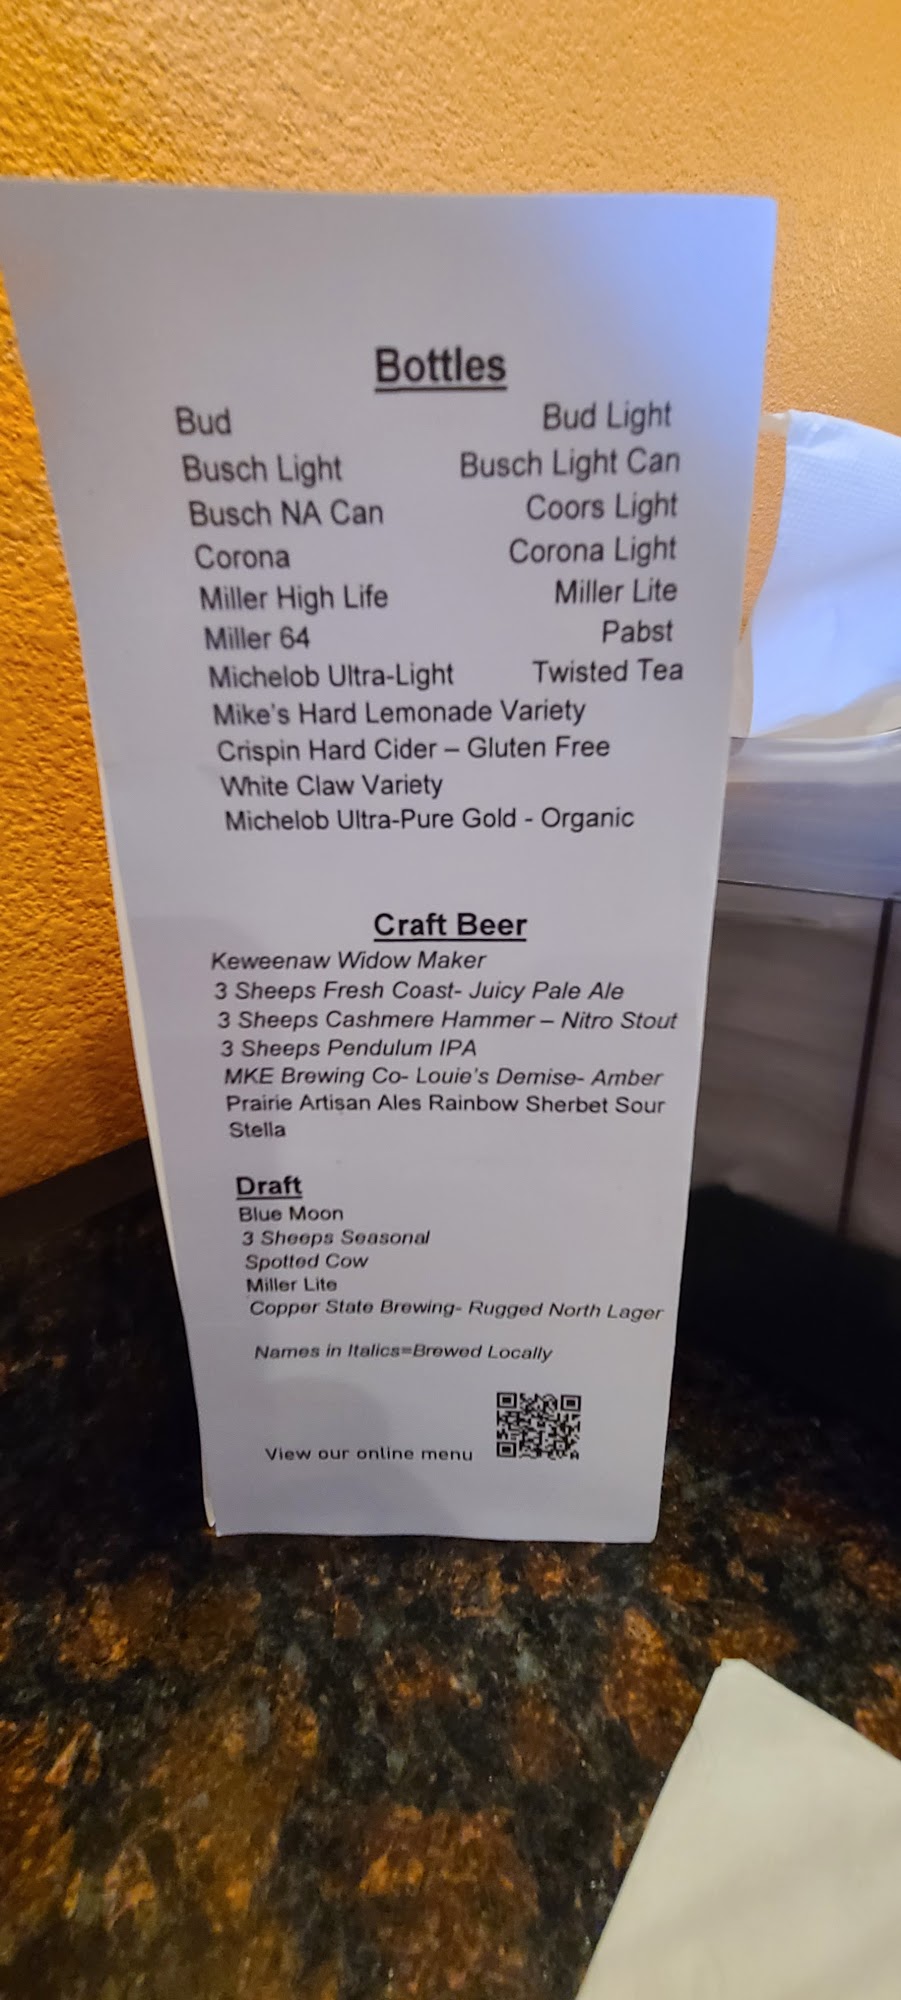 Bottles
Bud Bud Light
Busch Light Busch Light Can
Busch NA Can Coors Light
Corona Corona Light
Miller High Life Miller Lite
Miller 64 Pabst
Michelob Ultra-Light Twisted Tea
Mike's Hard Lemonade Variety
Crispin Hard Cider – Gluten Free
White Claw Variety
Michelob Ultra-Pure Gold - Organic
Craft Beer
Keweenaw Widow Maker
3 Sheeps Fresh Coast- Juicy Pale Ale
3 Sheeps Cashmere Hammer – Nitro Stout
3 Sheeps Pendulum IPA
MKE Brewing Co- Louie's Demise- Amber
Prairie Artisan Ales Rainbow Sherbet Sour
Stella
Draft
Blue Moon
3 Sheeps Seasonal
Spotted Cow
Miller Lite
Copper State Brewing- Rugged North Lager
Names in Italics=Brewed Locally
View our online menu